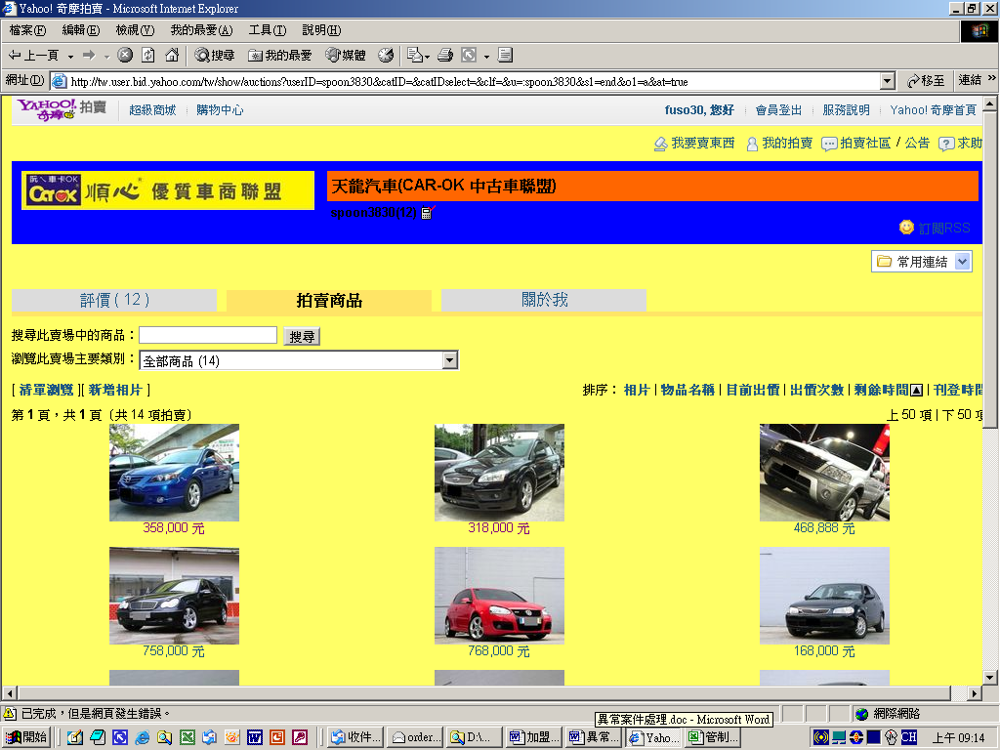 Yahoo! 奇摩拍賣 - Microsoft Internet Explorer
檔案(F) 編輯(E) 檢視(V) 我的最愛(A) 工具(T) 說明(H)
上一頁 搜尋 我的最愛 媒體
網址(D) http://tw.user.bid.yahoo.com/tw/show/auctions?userID=spoon3830&catID=&catIDselect=&clf=&u=:spoon3830&s1=end&o1=a&at=true 移至 連結 »
YAHOO! 奇摩 拍賣 超級商城 購物中心 fuso30, 您好 會員登出 服務說明 Yahoo! 奇摩首頁
我要賣東西 我的拍賣 拍賣社區 / 公告 求助
阮ㄟ車卡OK CarOK 順心 優質車商聯盟
天龍汽車(CAR-OK 中古車聯盟)
spoon3830(12)
訂閱RSS
常用連結
評價 ( 12 ) 拍賣商品 關於我
搜尋此賣場中的商品： 搜尋
瀏覽此賣場主要類別： 全部商品 (14)
[ 清單瀏覽 ][ 新增相片 ] 排序： 相片 | 物品名稱 | 目前出價 | 出價次數 | 剩餘時間 | 刊登時間
第 1 頁，共 1 頁（共 14 項拍賣） 上 50 項 | 下 50 項
358,000 元 318,000 元 468,888 元
758,000 元 768,000 元 168,000 元
已完成，但是網頁發生錯誤。 網際網路
異常案件處理.doc - Microsoft Word
開始 收件... order... D:\... 加盟... 異常... Yaho... 管制... CH 上午 09:14